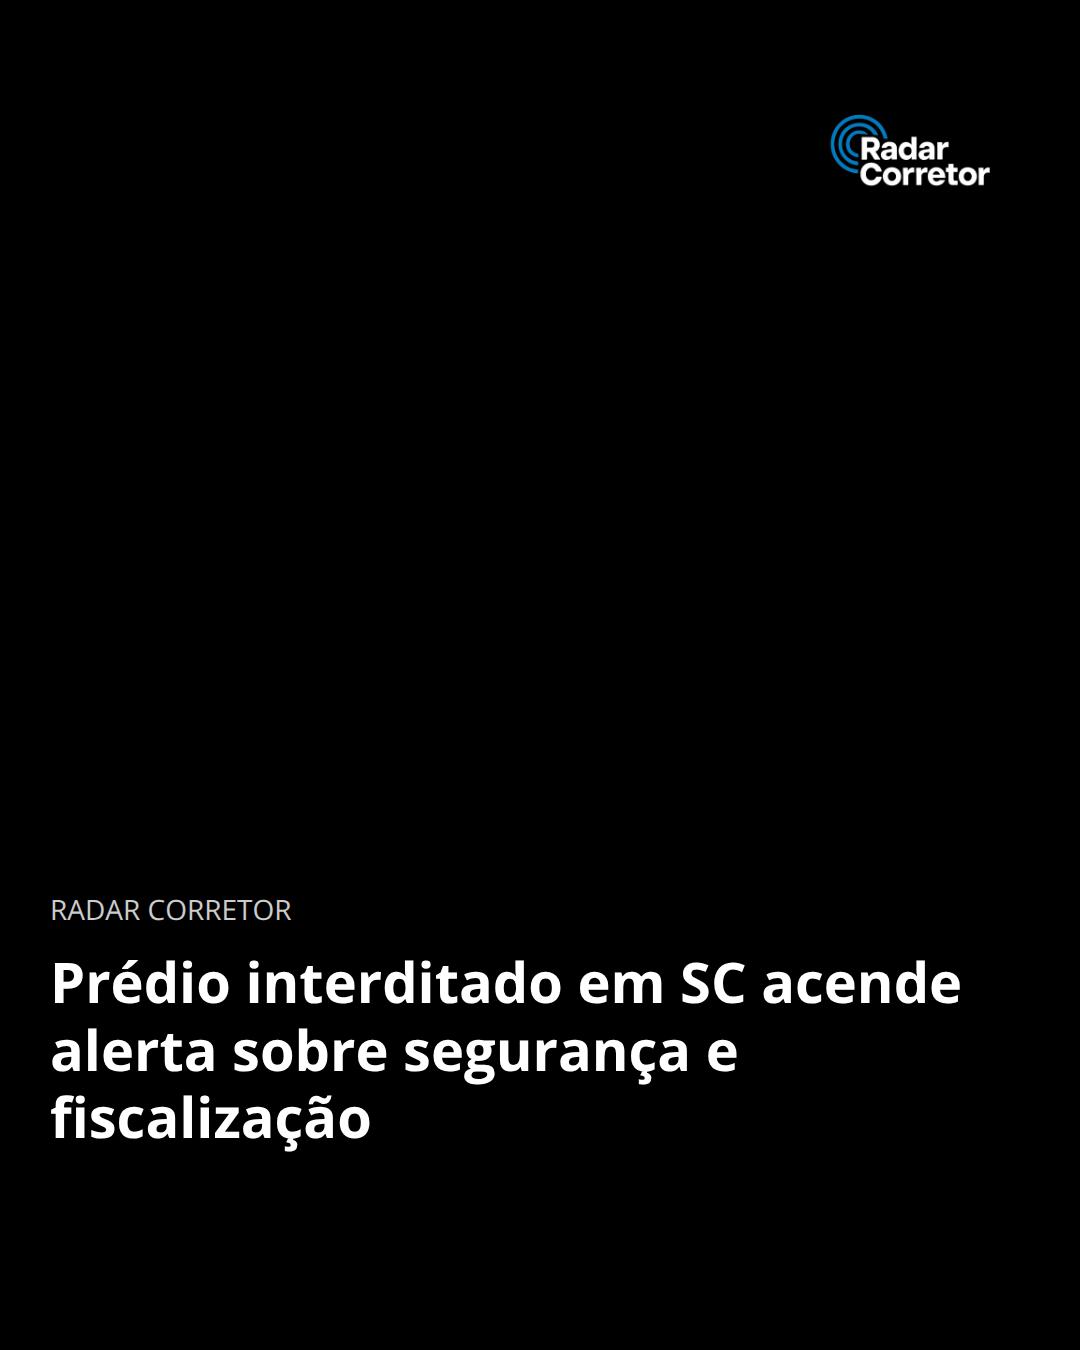 Radar
Corretor
RADAR CORRETOR
Prédio interditado em SC acende
alerta sobre segurança e
fiscalização